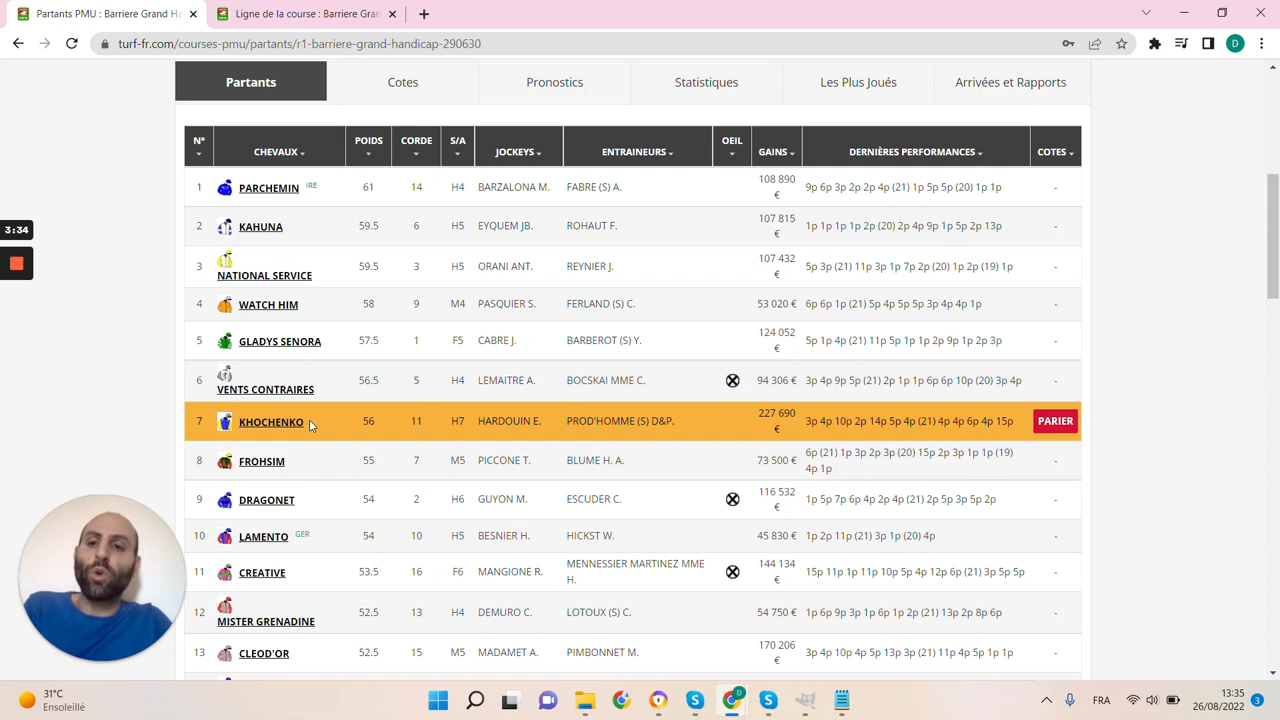 Partants PMU : Barriere Grand Ha
Ligne de la course : Barriere Gran
turf-fr.com/courses-pmu/partants/r1-barriere-grand-handicap-290630
D
Partants Cotes Pronostics Statistiques Les Plus Joués Arrivées et Rapports
N° CHEVAUX POIDS CORDE S/A JOCKEYS ENTRAINEURS OEIL GAINS DERNIÈRES PERFORMANCES COTES
1 PARCHEMIN IRE 61 14 H4 BARZALONA M. FABRE (S) A. 108 890 € 9p 6p 3p 2p 2p 4p (21) 1p 5p 5p (20) 1p 1p -
2 KAHUNA 59.5 6 H5 EYQUEM JB. ROHAUT F. 107 815 € 1p 1p 1p 1p 2p (20) 2p 4p 9p 1p 5p 2p 13p -
3:34
3 NATIONAL SERVICE 59.5 3 H5 ORANI ANT. REYNIER J. 107 432 € 5p 3p (21) 11p 3p 1p 7p 2p (20) 1p 2p (19) 1p -
4 WATCH HIM 58 9 M4 PASQUIER S. FERLAND (S) C. 53 020 € 6p 6p 1p (21) 5p 4p 5p 5p 3p 4p 4p 1p -
5 GLADYS SENORA 57.5 1 F5 CABRE J. BARBEROT (S) Y. 124 052 € 5p 1p 4p (21) 11p 5p 1p 1p 2p 9p 1p 2p 3p -
6 VENTS CONTRAIRES 56.5 5 H4 LEMAITRE A. BOCSKAI MME C. 94 306 € 3p 4p 9p 5p (21) 2p 1p 1p 6p 6p 10p (20) 3p 4p -
7 KHOCHENKO 56 11 H7 HARDOUIN E. PROD'HOMME (S) D&P. 227 690 € 3p 4p 10p 2p 14p 5p 4p (21) 4p 4p 6p 4p 15p PARIER
8 FROHSIM 55 7 M5 PICCONE T. BLUME H. A. 73 500 € 6p (21) 1p 3p 2p 3p (20) 15p 2p 3p 1p 1p (19) 4p 1p -
9 DRAGONET 54 2 H6 GUYON M. ESCUDER C. 116 532 € 1p 5p 7p 6p 4p 2p 4p (21) 2p 5p 3p 5p 2p -
10 LAMENTO GER 54 10 H5 BESNIER H. HICKST W. 45 830 € 1p 2p 11p (21) 3p 1p (20) 4p -
11 CREATIVE 53.5 16 F6 MANGIONE R. MENNESSIER MARTINEZ MME H. 144 134 € 15p 11p 1p 11p 10p 5p 4p 12p 6p (21) 3p 5p 5p -
12 MISTER GRENADINE 52.5 13 H4 DEMURO C. LOTOUX (S) C. 54 750 € 1p 6p 9p 3p 1p 6p 1p 2p (21) 13p 2p 8p 6p -
13 CLEOD'OR 52.5 15 M5 MADAMET A. PIMBONNET M. 170 206 € 3p 4p 10p 4p 5p 13p 3p (21) 11p 4p 5p 1p 1p -
31°C
Ensoleillé
FRA
13:35
26/08/2022
3